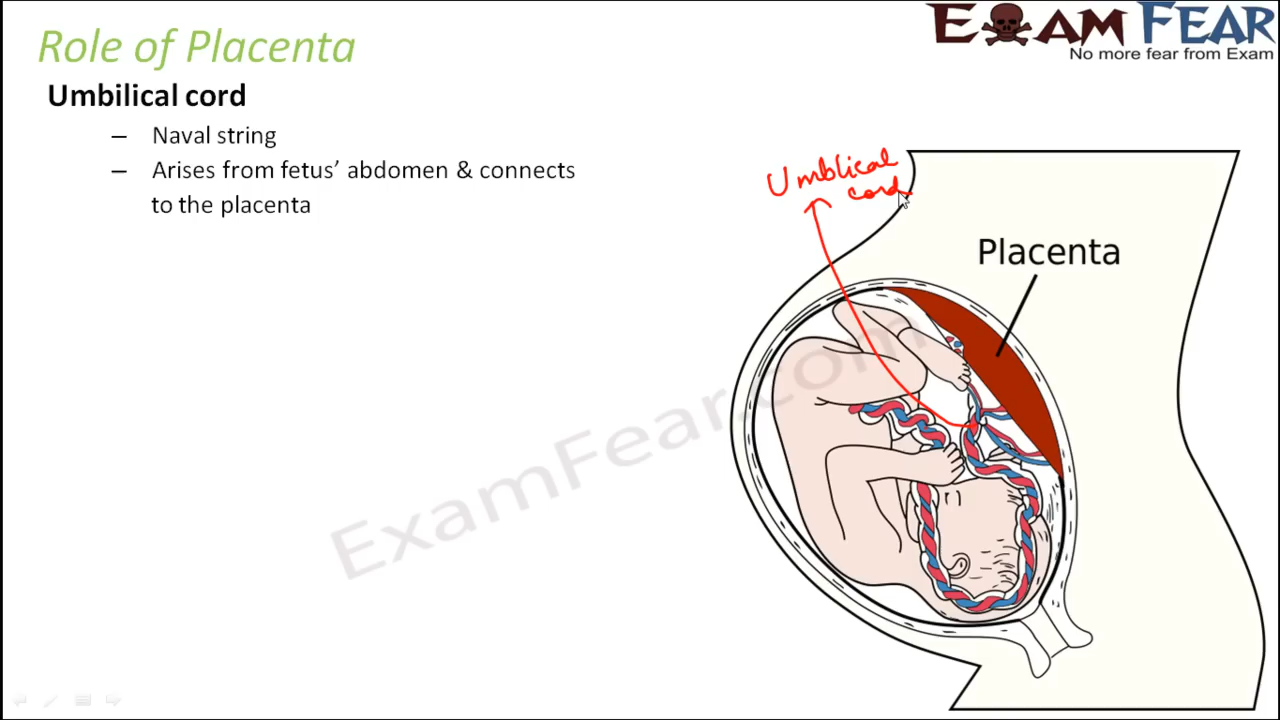 Role of Placenta
EXAM FEAR
No more fear from Exam
Umbilical cord
– Naval string
– Arises from fetus’ abdomen & connects
to the placenta
Umblical
cord
Placenta
ExamFear.com